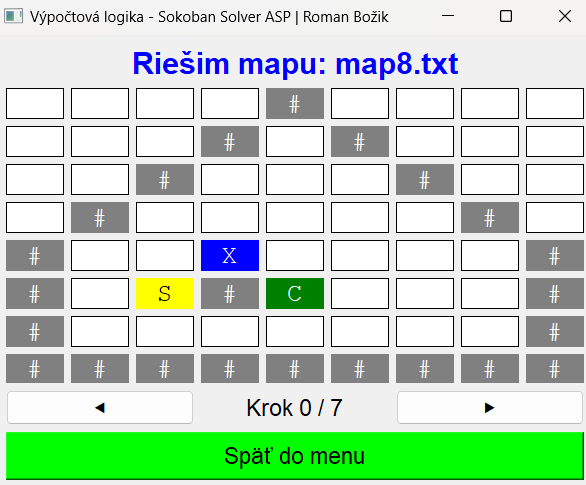 Výpočtová logika - Sokoban Solver ASP | Roman Božik
Riešim mapu: map8.txt
#
# #
# #
# #
# X #
# S # C #
# #
# # # # # # # # #
◄ Krok 0 / 7 ►
Späť do menu